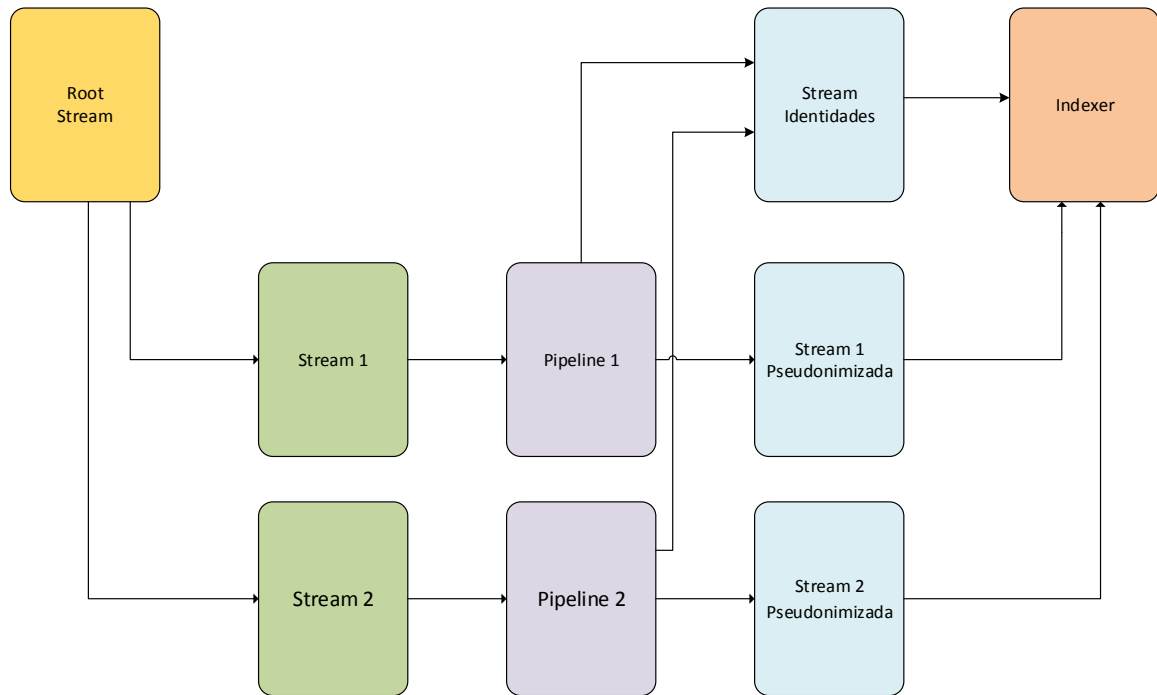 Root
Stream
Stream
Identidades
Indexer
Stream 1
Pipeline 1
Stream 1
Pseudonimizada
Stream 2
Pipeline 2
Stream 2
Pseudonimizada